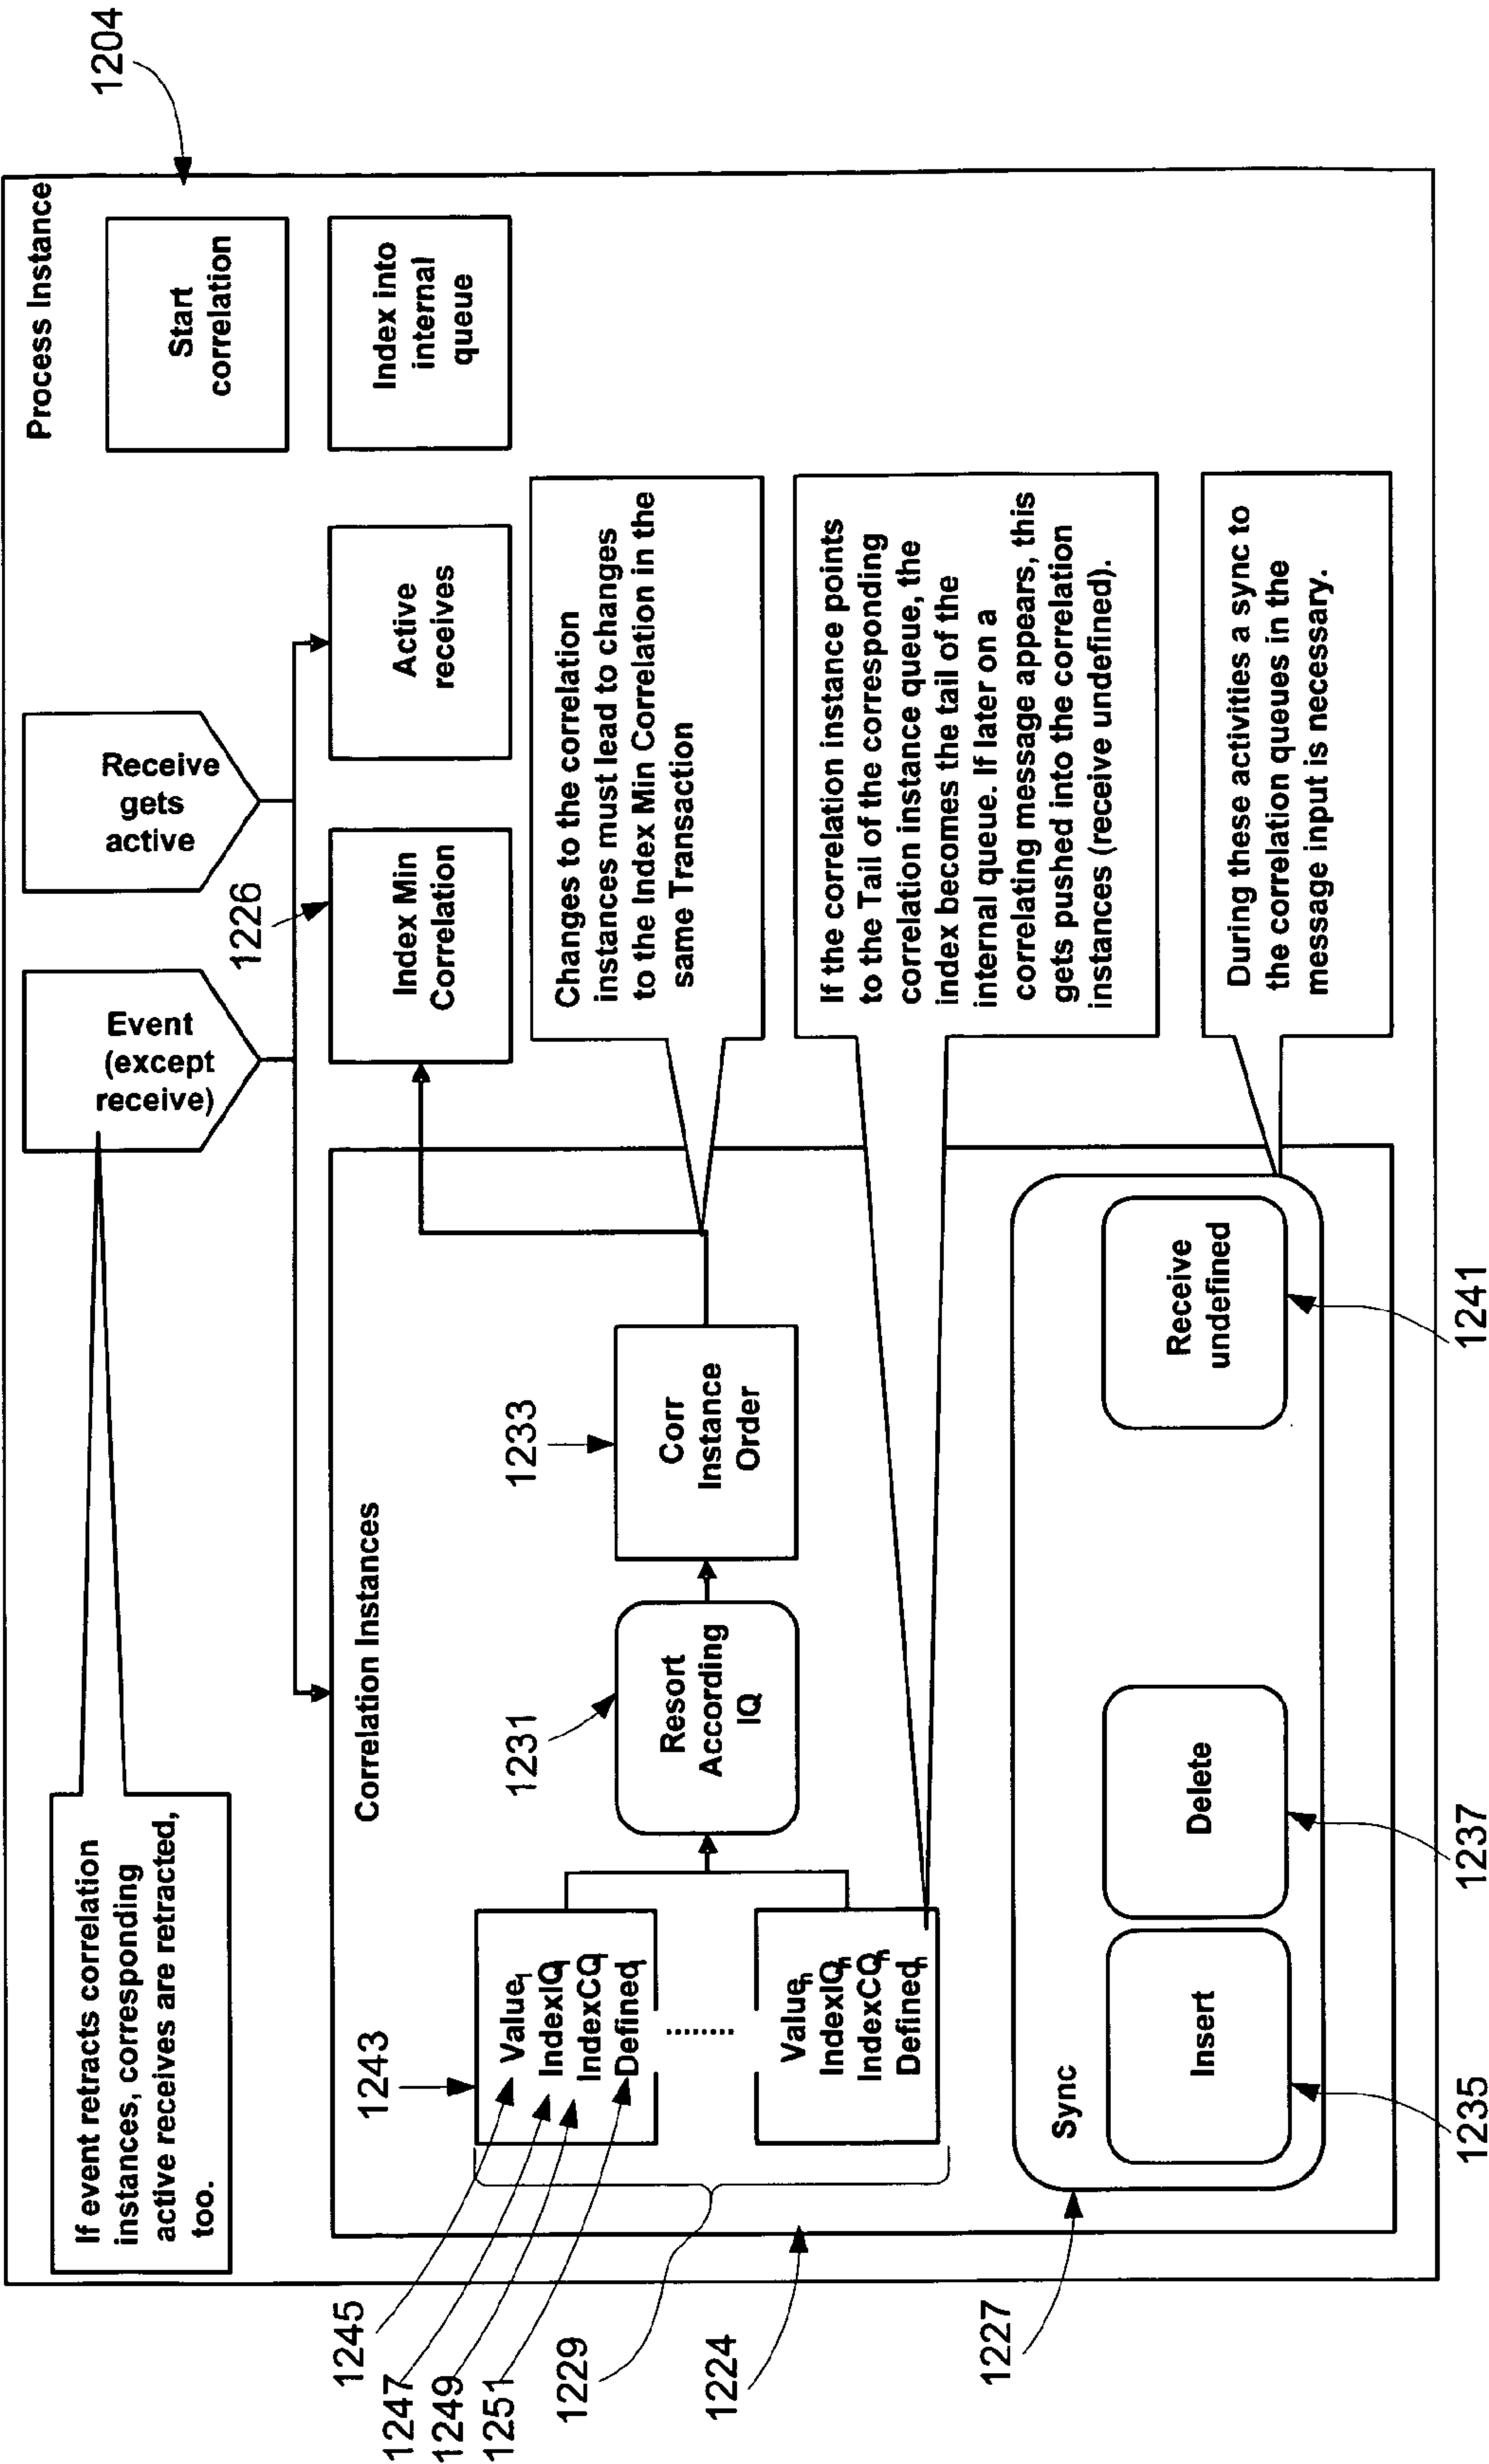 Process Instance
1204
If event retracts correlation
instances, corresponding
active receives are retracted,
too.
Event
(except
receive)
Receive
gets
active
Start
correlation
1226
Index Min
Correlation
Active
receives
Index into
internal
queue
Correlation Instances
1243
1231
1233
1245
1247
1249
1251
1229
1224
1227
Value1
IndexIQ1
IndexCQ1
Defined1
........
Valuen
IndexIQn
IndexCQn
Definedn
Resort
According
IQ
Corr
Instance
Order
Changes to the correlation
instances must lead to changes
to the Index Min Correlation in the
same Transaction
If the correlation instance points
to the Tail of the corresponding
correlation instance queue, the
index becomes the tail of the
internal queue. If later on a
correlating message appears, this
gets pushed into the correlation
instances (receive undefined).
Sync
Insert
Delete
Receive
undefined
During these activities a sync to
the correlation queues in the
message input is necessary.
1235
1237
1241